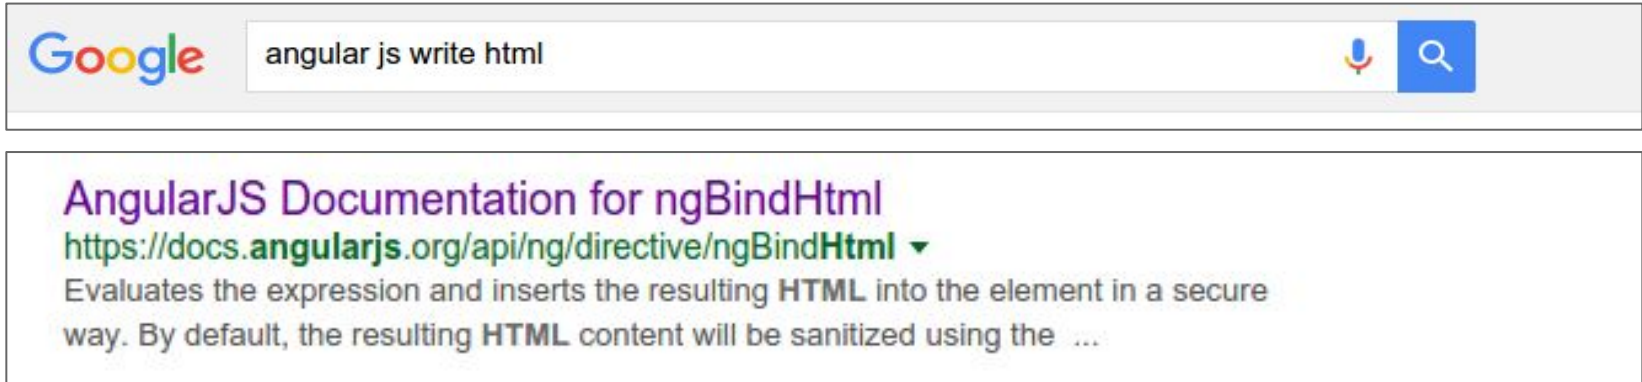 Google angular js write html
AngularJS Documentation for ngBindHtml
https://docs.angularjs.org/api/ng/directive/ngBindHtml
Evaluates the expression and inserts the resulting HTML into the element in a secure
way. By default, the resulting HTML content will be sanitized using the ...